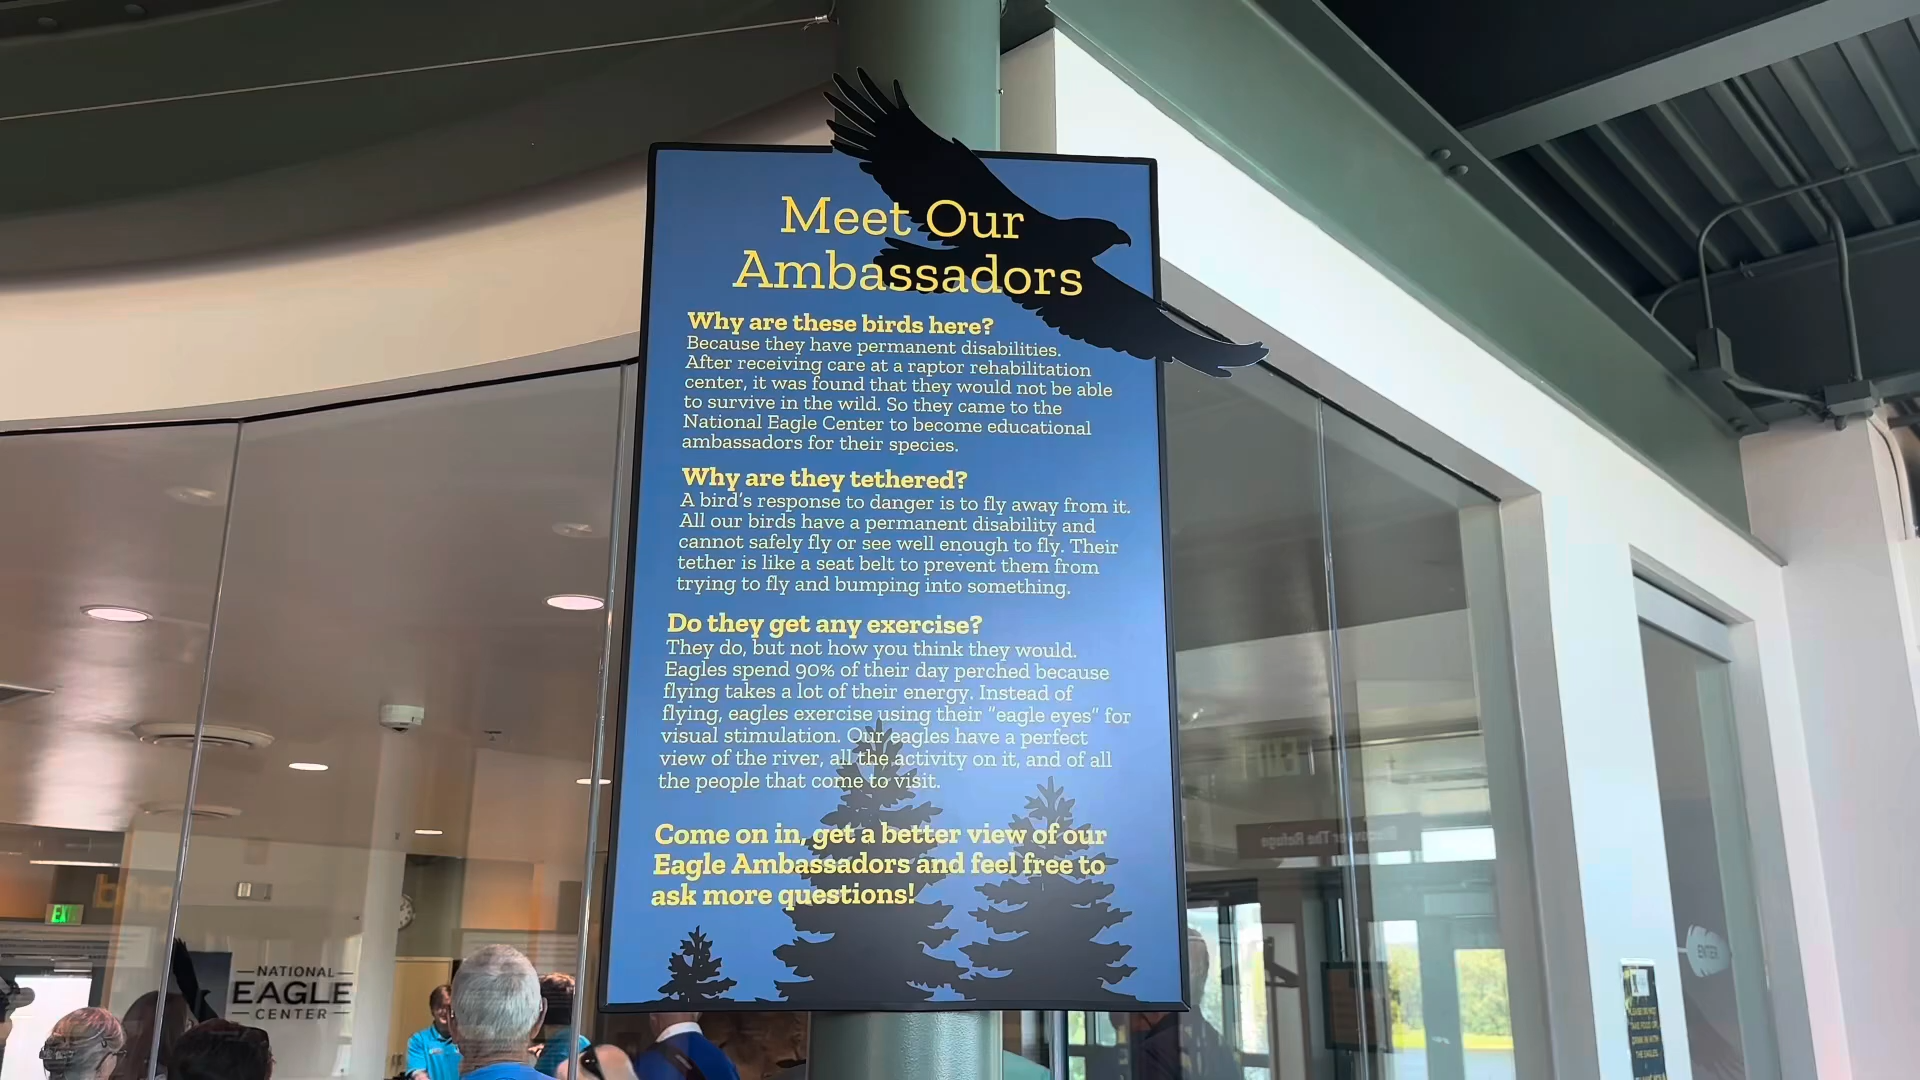 Meet Our
Ambassadors
Why are these birds here?
Because they have permanent disabilities.
After receiving care at a raptor rehabilitation
center, it was found that they would not be able
to survive in the wild. So they came to the
National Eagle Center to become educational
ambassadors for their species.
Why are they tethered?
A bird's response to danger is to fly away from it.
All our birds have a permanent disability and
cannot safely fly or see well enough to fly. Their
tether is like a seat belt to prevent them from
trying to fly and bumping into something.
Do they get any exercise?
They do, but not how you think they would.
Eagles spend 90% of their day perched because
flying takes a lot of their energy. Instead of
flying, eagles exercise using their "eagle eyes" for
visual stimulation. Our eagles have a perfect
view of the river, all the activity on it, and of all
the people that come to visit.
Come on in, get a better view of our
Eagle Ambassadors and feel free to
ask more questions!
EXIT
NATIONAL
EAGLE
CENTER
ENTER